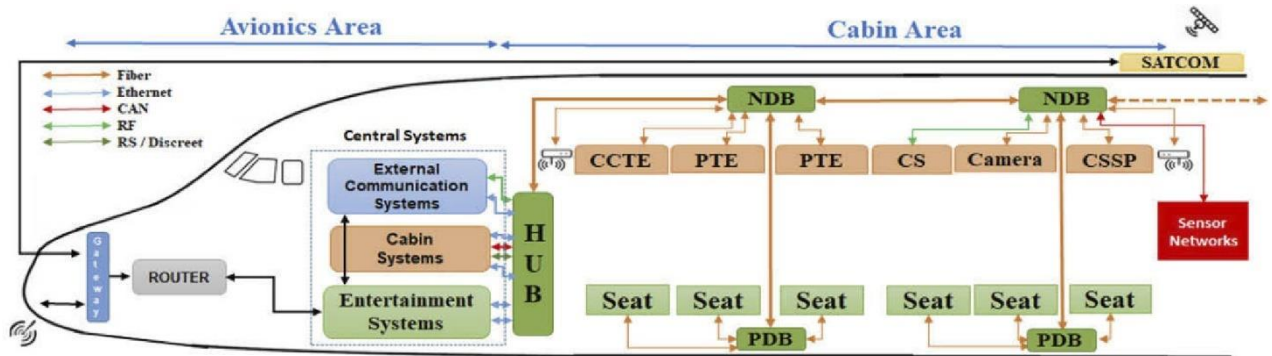 Avionics Area
Cabin Area
SATCOM
Fiber
Ethernet
CAN
RF
RS / Discreet
NDB
NDB
Central Systems
CCTE
PTE
PTE
CS
Camera
CSSP
External
Communication
Systems
HUB
Cabin
Systems
Sensor
Networks
Gateway
ROUTER
Entertainment
Systems
Seat
Seat
Seat
Seat
Seat
Seat
PDB
PDB